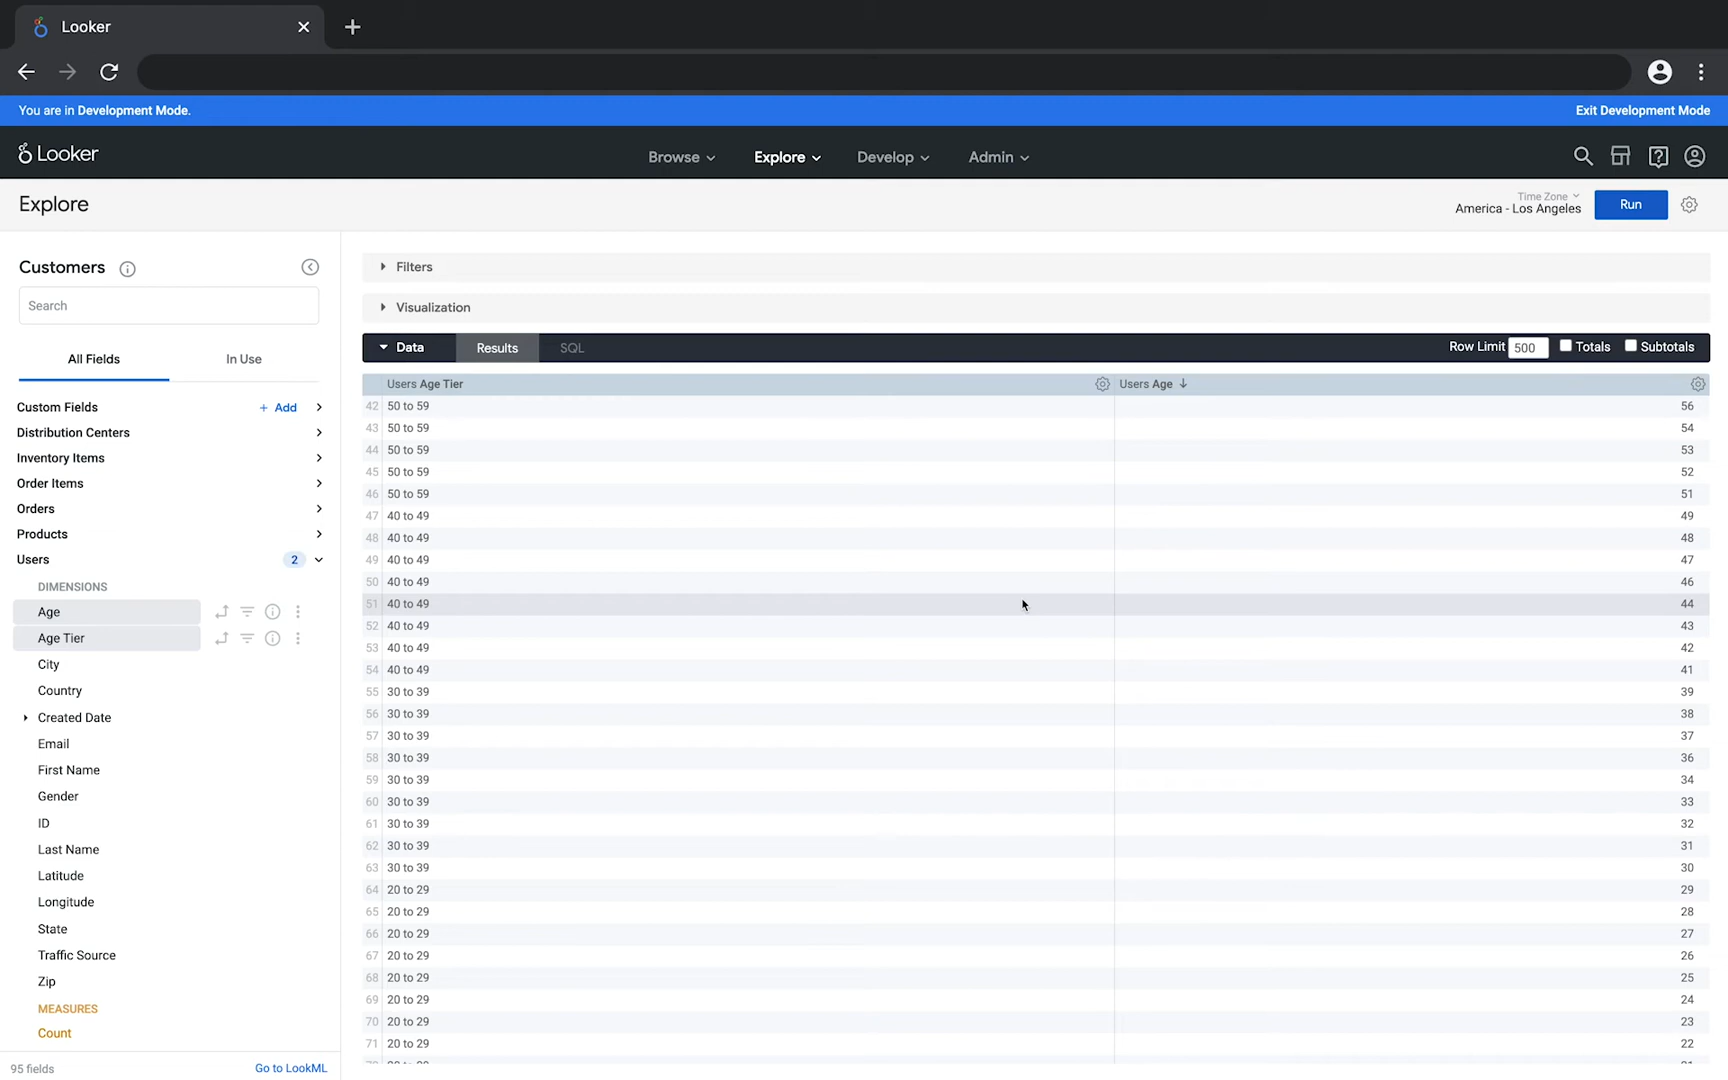 Looker
You are in Development Mode.
Exit Development Mode
Looker
Browse
Explore
Develop
Admin
Explore
Time Zone
America - Los Angeles
Run
Customers
Search
All Fields
In Use
Custom Fields
+ Add
Distribution Centers
Inventory Items
Order Items
Orders
Products
Users
2
DIMENSIONS
Age
Age Tier
City
Country
Created Date
Email
First Name
Gender
ID
Last Name
Latitude
Longitude
State
Traffic Source
Zip
MEASURES
Count
95 fields
Go to LookML
Filters
Visualization
Data
Results
SQL
Row Limit 500
Totals
Subtotals
Users Age Tier
Users Age ↓
42 50 to 59 56
43 50 to 59 54
44 50 to 59 53
45 50 to 59 52
46 50 to 59 51
47 40 to 49 49
48 40 to 49 48
49 40 to 49 47
50 40 to 49 46
51 40 to 49 44
52 40 to 49 43
53 40 to 49 42
54 40 to 49 41
55 30 to 39 39
56 30 to 39 38
57 30 to 39 37
58 30 to 39 36
59 30 to 39 34
60 30 to 39 33
61 30 to 39 32
62 30 to 39 31
63 30 to 39 30
64 20 to 29 29
65 20 to 29 28
66 20 to 29 27
67 20 to 29 26
68 20 to 29 25
69 20 to 29 24
70 20 to 29 23
71 20 to 29 22